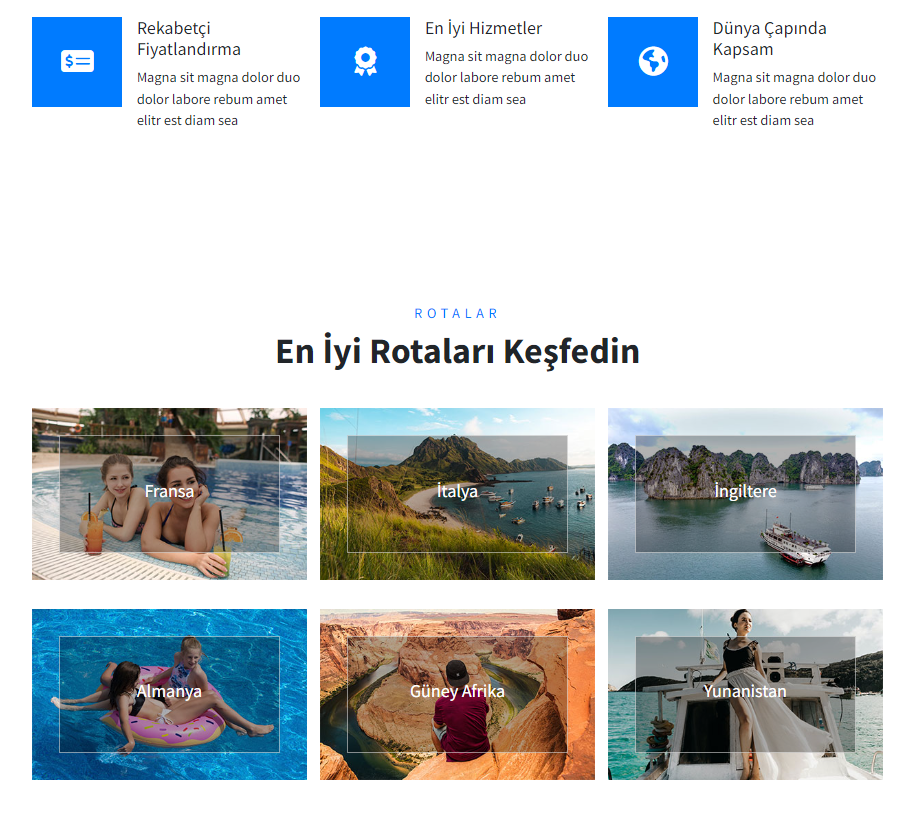 Rekabetçi
Fiyatlandırma
Magna sit magna dolor duo
dolor labore rebum amet
elitr est diam sea
En İyi Hizmetler
Magna sit magna dolor duo
dolor labore rebum amet
elitr est diam sea
Dünya Çapında
Kapsam
Magna sit magna dolor duo
dolor labore rebum amet
elitr est diam sea
ROTALAR
En İyi Rotaları Keşfedin
Fransa
İtalya
İngiltere
Almanya
Güney Afrika
Yunanistan